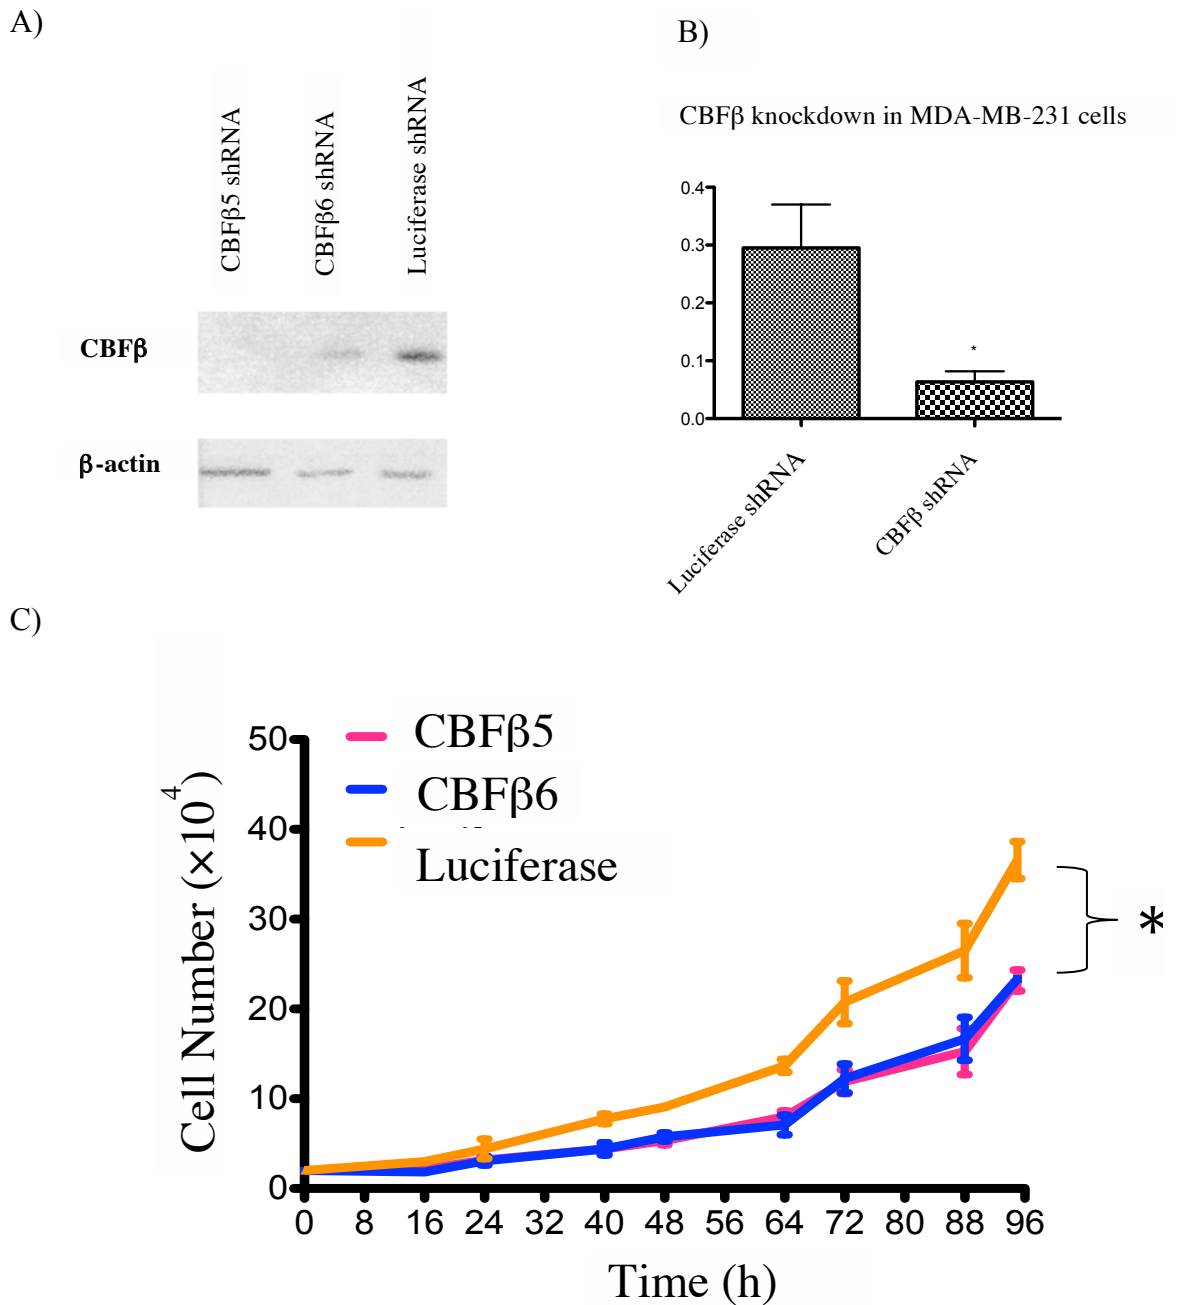 A)
CBFβ5 shRNA
CBFβ6 shRNA
Luciferase shRNA
CBFβ
β-actin
B)
CBFβ knockdown in MDA-MB-231 cells
0.4
0.3
0.2
0.1
0.0
*
Luciferase shRNA
CBFβ shRNA
C)
Cell Number (×10⁴)
50
40
30
20
10
0
CBFβ5
CBFβ6
Luciferase
*
0 8 16 24 32 40 48 56 64 72 80 88 96
Time (h)